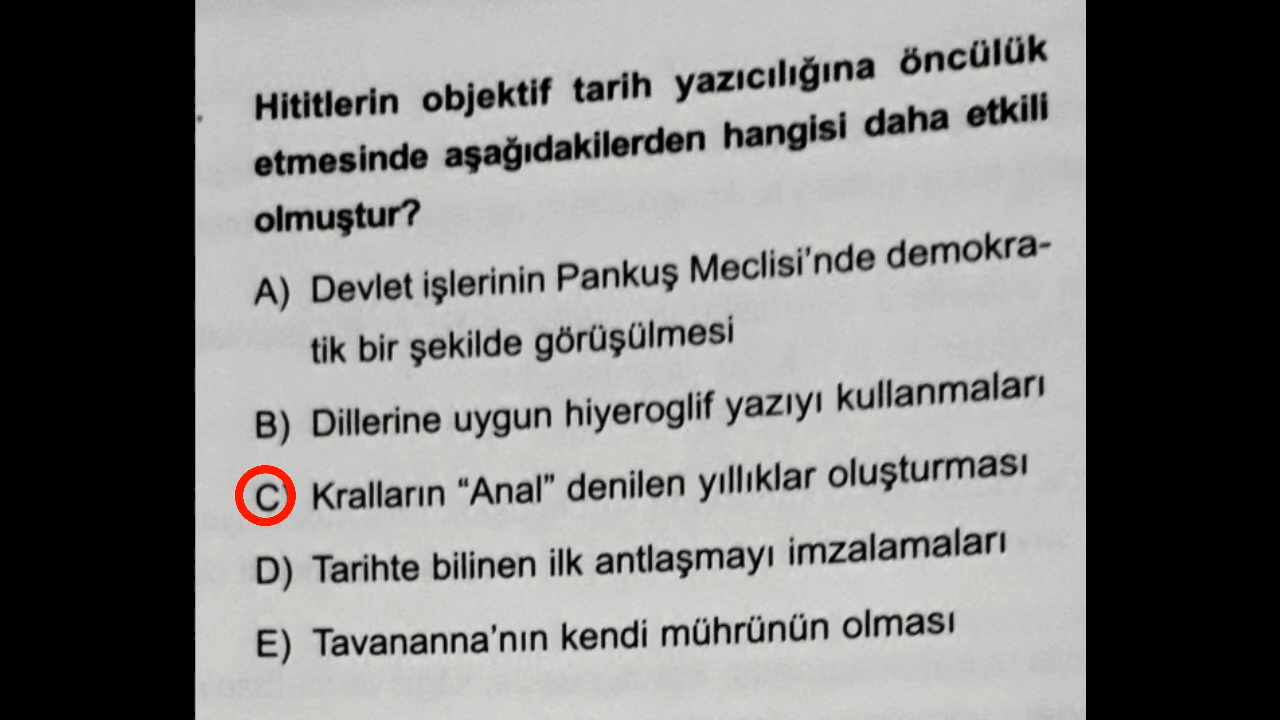 Hititlerin objektif tarih yazıcılığına öncülük
etmesinde aşağıdakilerden hangisi daha etkili
olmuştur?
A) Devlet işlerinin Pankuş Meclisi'nde demokra-
tik bir şekilde görüşülmesi
B) Dillerine uygun hiyeroglif yazıyı kullanmaları
C) Kralların “Anal” denilen yıllıklar oluşturması
D) Tarihte bilinen ilk antlaşmayı imzalamaları
E) Tavananna'nın kendi mührünün olması